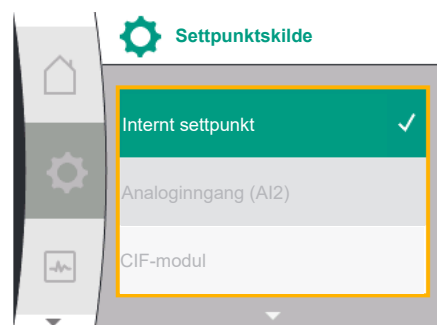 Settpunktskilde
Internt settpunkt
Analoginngang (AI2)
CIF-modul